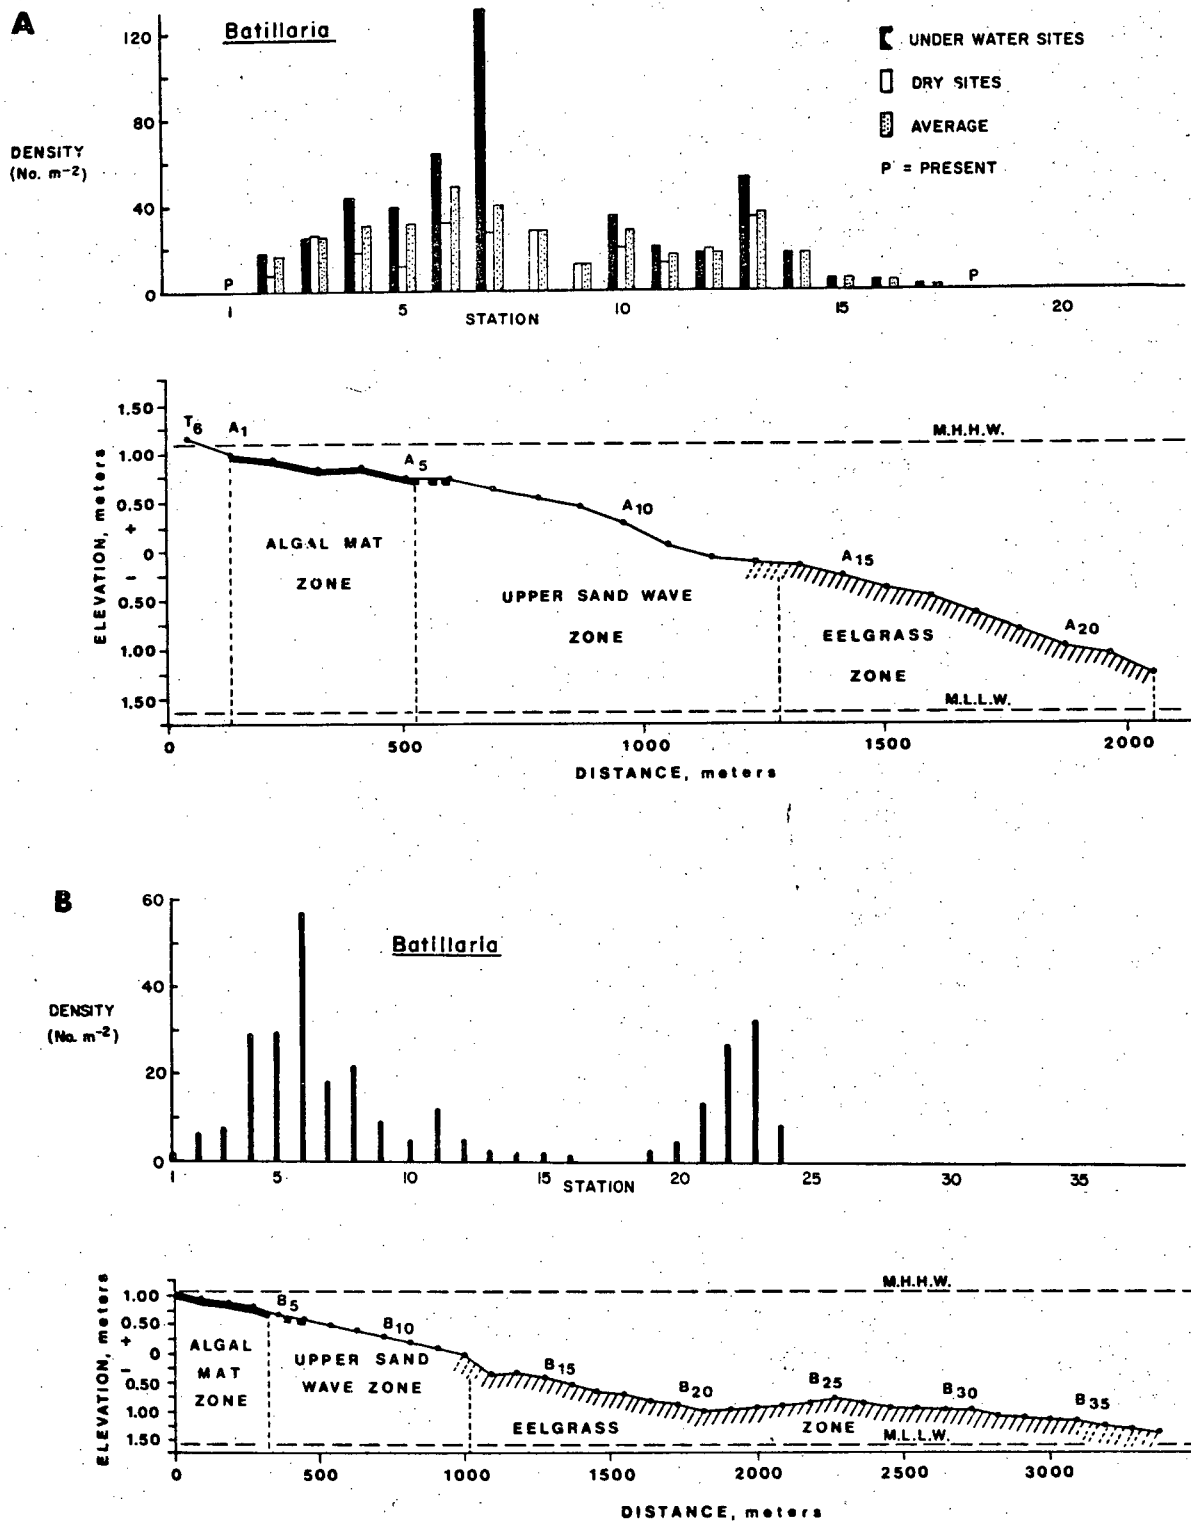 A
Batillaria
UNDER WATER SITES
DRY SITES
AVERAGE
P = PRESENT
DENSITY
(No. m⁻²)
120
80
40
0
P
P
1
5
10
15
20
STATION
ELEVATION, meters
+
−
1.50
1.00
0.50
0
0.50
1.00
1.50
T6
A1
A5
A10
A15
A20
M.H.H.W.
ALGAL MAT
ZONE
UPPER SAND WAVE
ZONE
EELGRASS
ZONE
M.L.L.W.
0
500
1000
1500
2000
DISTANCE, meters
B
Batillaria
DENSITY
(No. m⁻²)
60
40
20
0
1
5
10
15
20
25
30
35
STATION
ELEVATION, meters
+
−
1.00
0.50
0
0.50
1.00
1.50
M.H.H.W.
B5
B10
B15
B20
B25
B30
B35
ALGAL
MAT
ZONE
UPPER SAND
WAVE ZONE
EELGRASS ZONE
M.L.L.W.
0
500
1000
1500
2000
2500
3000
DISTANCE, meters